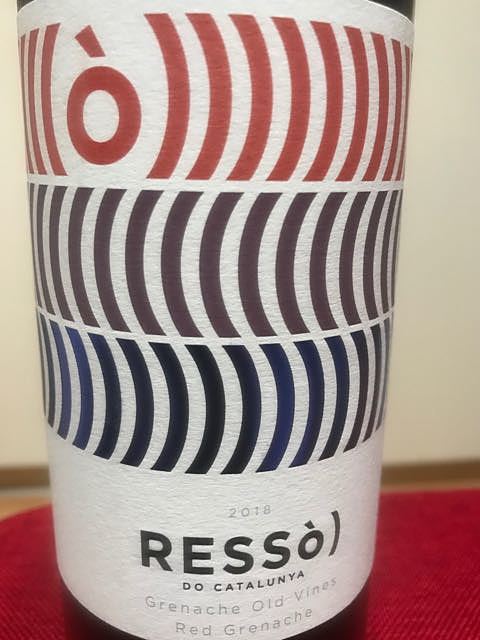 ò
2018
RESSò)
DO CATALUNYA
Grenache Old Vines
Red Grenache